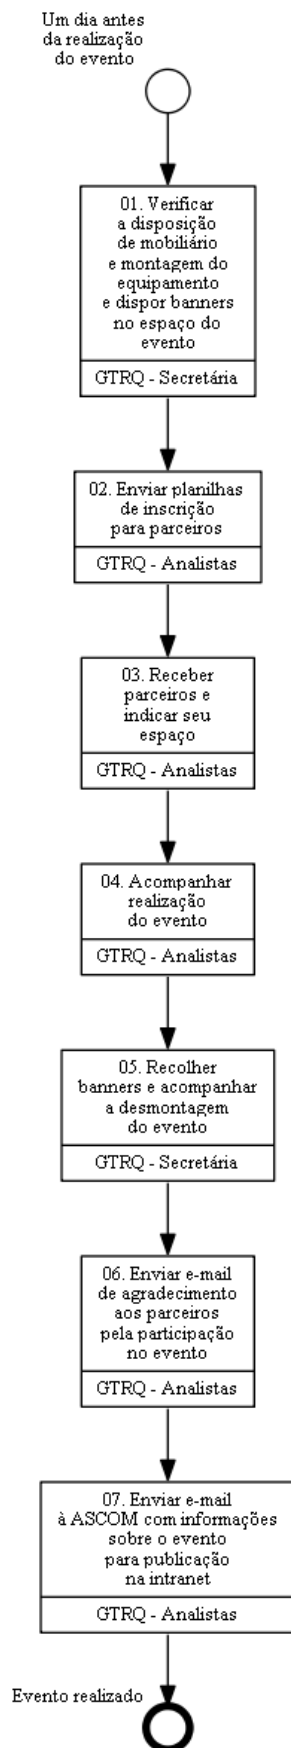 Um dia antes
da realização
do evento
01. Verificar
a disposição
de mobiliário
e montagem do
equipamento
e dispor banners
no espaço do
evento
GTRQ - Secretária
02. Enviar planilhas
de inscrição
para parceiros
GTRQ - Analistas
03. Receber
parceiros e
indicar seu
espaço
GTRQ - Analistas
04. Acompanhar
realização
do evento
GTRQ - Analistas
05. Recolher
banners e acompanhar
a desmontagem
do evento
GTRQ - Secretária
06. Enviar e-mail
de agradecimento
aos parceiros
pela participação
no evento
GTRQ - Analistas
07. Enviar e-mail
à ASCOM com informações
sobre o evento
para publicação
na intranet
GTRQ - Analistas
Evento realizado